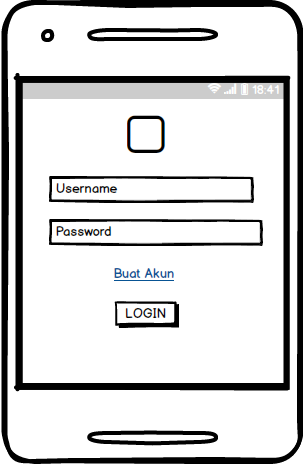 18:41
Username
Password
Buat Akun
LOGIN